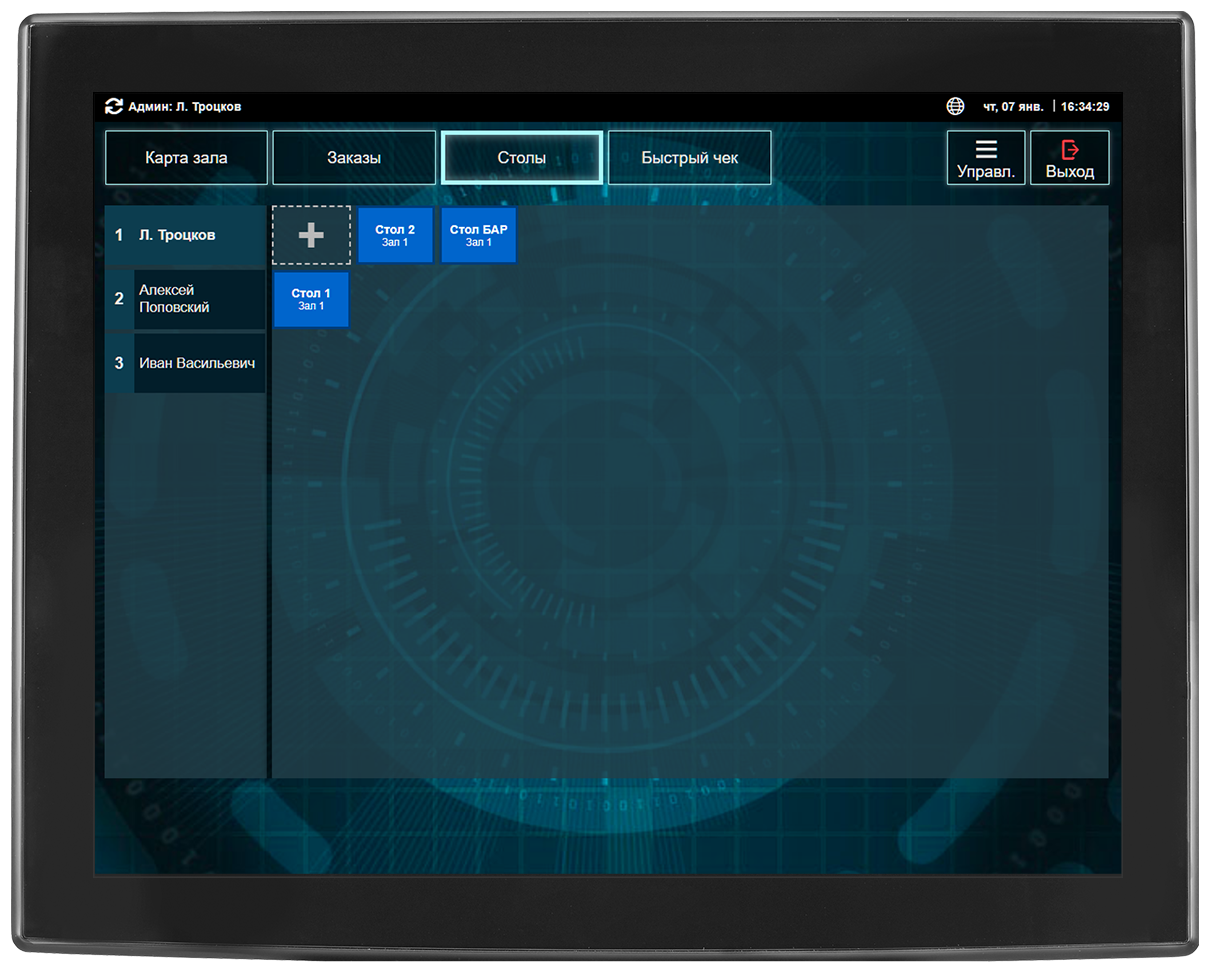 Админ: Л. Троцков
чт, 07 янв. | 16:34:29
Карта зала
Заказы
Столы
Быстрый чек
Управл.
Выход
1 Л. Троцков
2 Алексей
Поповский
3 Иван Васильевич
Стол 2
Зал 1
Стол БАР
Зал 1
Стол 1
Зал 1